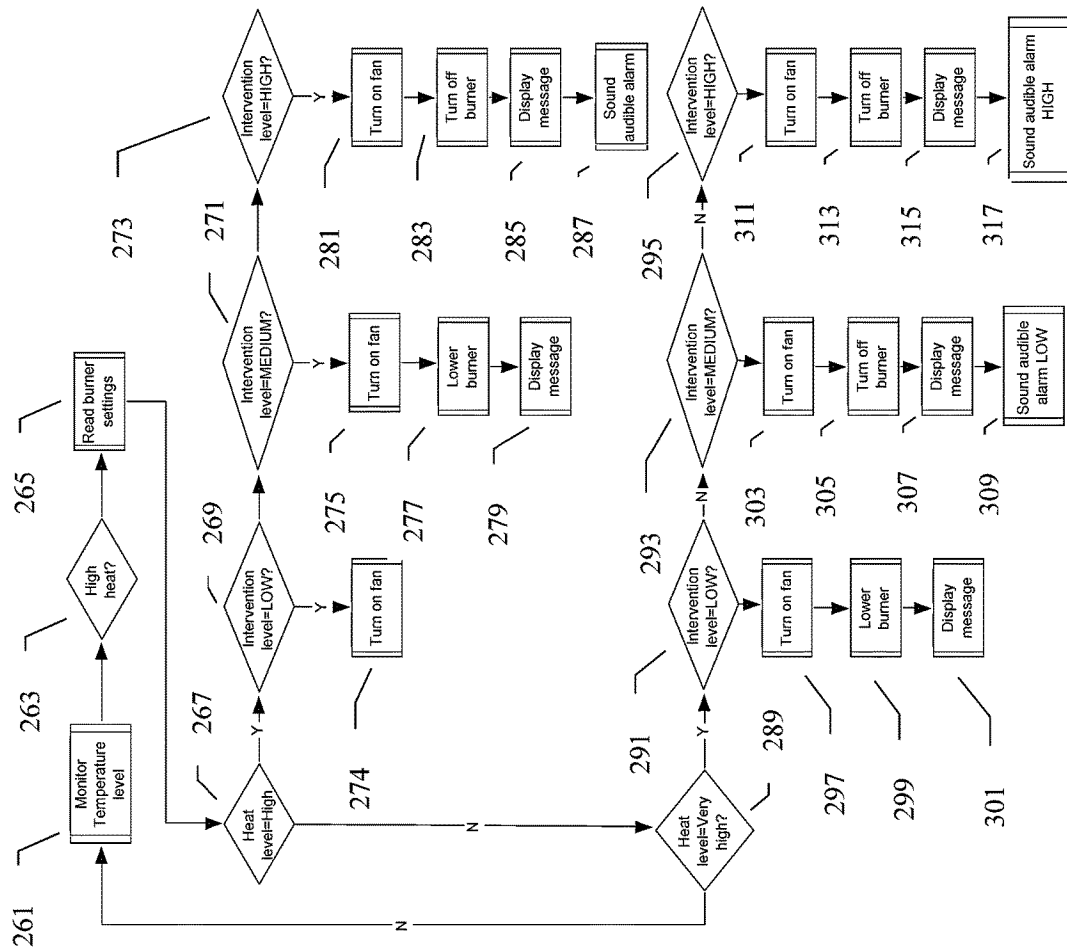 261
Monitor
Temperature
level
263
High
heat?
265
Read burner
settings
267
Heat
level=High
Y
269
Intervention
level=LOW?
271
Intervention
level=MEDIUM?
273
Intervention
level=HIGH?
Y
Y
Y
274
Turn on fan
275
Turn on fan
277
Lower
burner
279
Display
message
281
Turn on fan
283
Turn off
burner
285
Display
message
287
Sound
audible alarm
N
N
289
Heat
level=Very
high?
Y
291
Intervention
level=LOW?
N
293
Intervention
level=MEDIUM?
N
295
Intervention
level=HIGH?
297
Turn on fan
299
Lower
burner
301
Display
message
303
Turn on fan
305
Turn off
burner
307
Display
message
309
Sound audible
alarm LOW
311
Turn on fan
313
Turn off
burner
315
Display
message
317
Sound audible alarm
HIGH